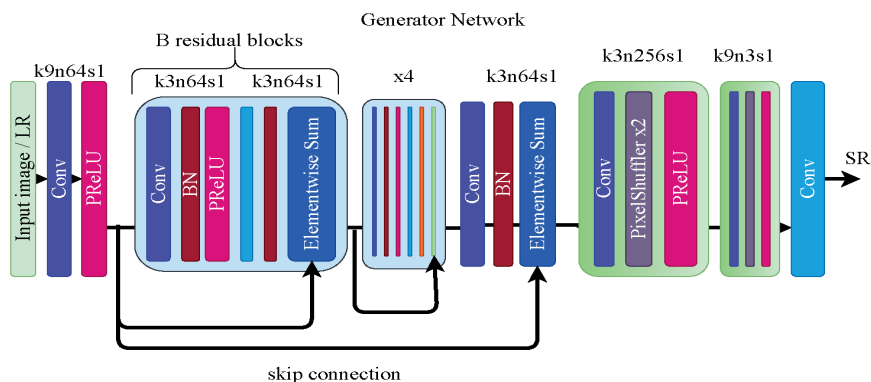 Generator Network
B residual blocks
k9n64s1
k3n64s1
k3n64s1
x4
k3n64s1
k3n256s1
k9n3s1
Input image / LR
Conv
PReLU
Conv
BN
PReLU
Elementwise Sum
Conv
BN
Elementwise Sum
Conv
PixelShuffler x2
PReLU
Conv
SR
skip connection